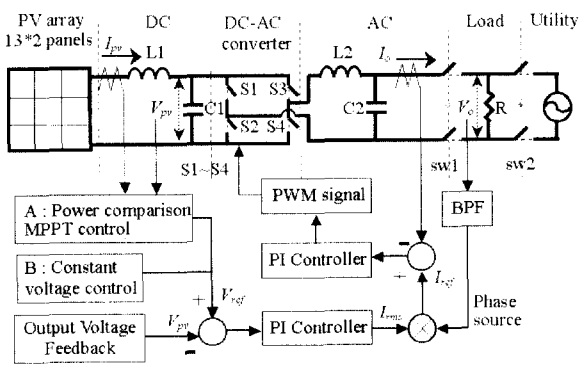 PV array
13*2 panels
DC
DC-AC
converter
AC
Load
Utility
I_pv
L1
L2
I_o
S1
S3
V_pv
C1
S2
S4
C2
V_o
R
S1~S4
sw1
sw2
A : Power comparison
MPPT control
PWM signal
BPF
B : Constant
voltage control
PI Controller
-
+
I_ref
+
V_ref
Phase
source
Output Voltage
Feedback
V_pv
-
PI Controller
I_rms
×